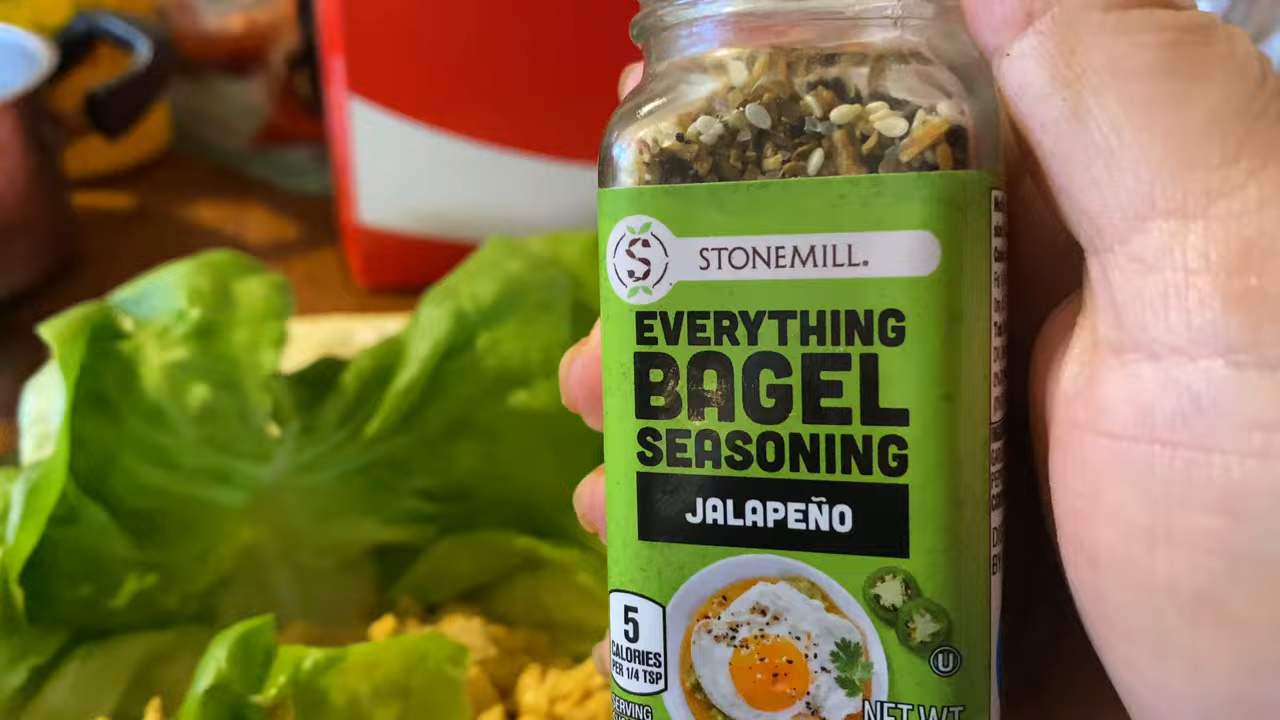 S
STONEMILL®
EVERYTHING
BAGEL
SEASONING
JALAPEÑO
5
CALORIES
PER 1/4 TSP
U
SERVING
NET WT